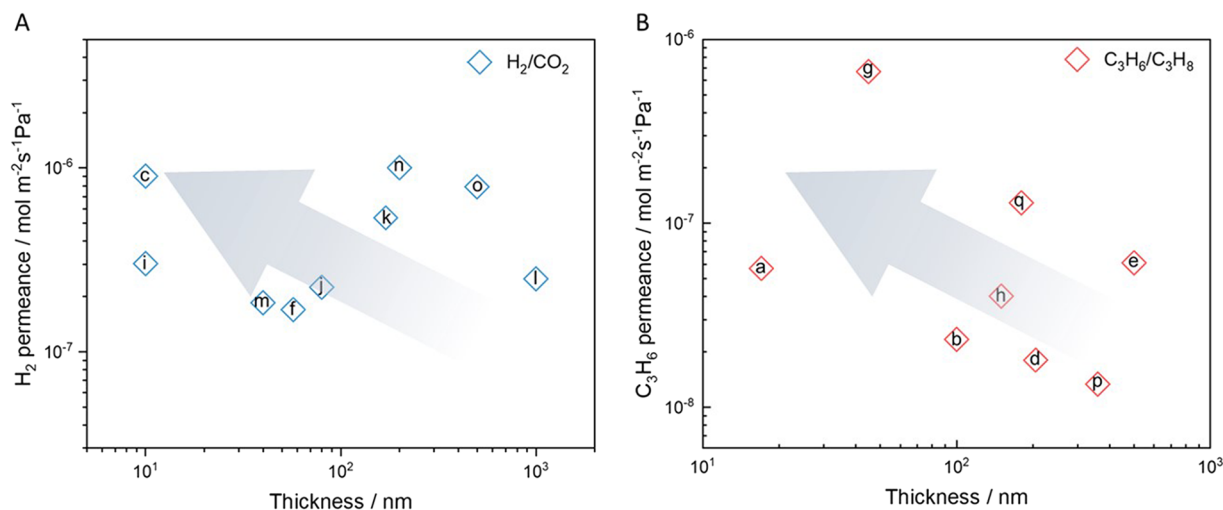 A
H₂/CO₂
H₂ permeance / mol m⁻²s⁻¹Pa⁻¹
10⁻⁶
10⁻⁷
c
n
o
k
i
j
l
m
f
10¹
10²
10³
Thickness / nm
B
C₃H₆/C₃H₈
C₃H₆ permeance / mol m⁻²s⁻¹Pa⁻¹
10⁻⁶
10⁻⁷
10⁻⁸
g
q
a
e
h
b
d
p
10¹
10²
10³
Thickness / nm